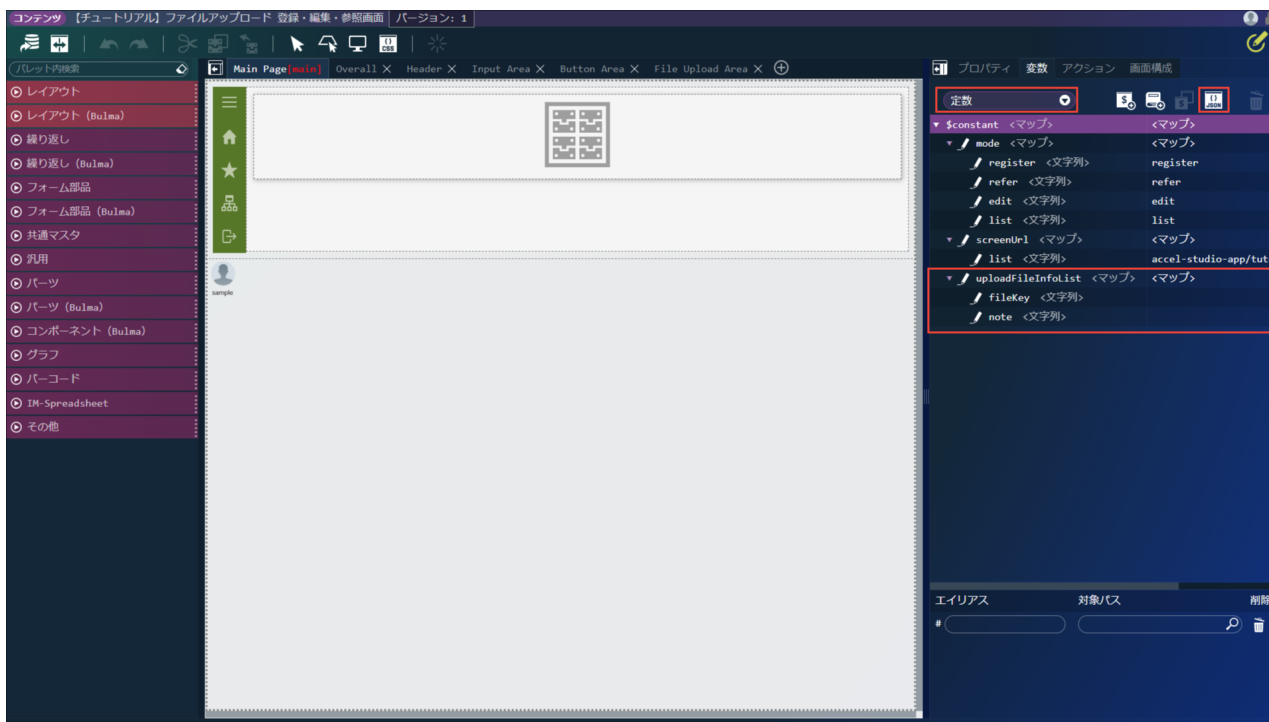 コンテンツ 【チュートリアル】ファイルアップロード 登録・編集・参照画面 バージョン: 1
パレット内検索
Main Page[main] Overall Header Input Area Button Area File Upload Area
プロパティ 変数 アクション 画面構成
レイアウト
レイアウト (Bulma)
繰り返し
繰り返し (Bulma)
フォーム部品
フォーム部品 (Bulma)
共通マスタ
汎用
パーツ
パーツ (Bulma)
コンポーネント (Bulma)
グラフ
バーコード
IM-Spreadsheet
その他
sample
定数
{} JSON
$constant <マップ> <マップ>
mode <マップ> <マップ>
register <文字列> register
refer <文字列> refer
edit <文字列> edit
list <文字列> list
screenUrl <マップ> <マップ>
list <文字列> accel-studio-app/tut
uploadFileInfoList <マップ> <マップ>
fileKey <文字列>
note <文字列>
エイリアス 対象パス 削除
#